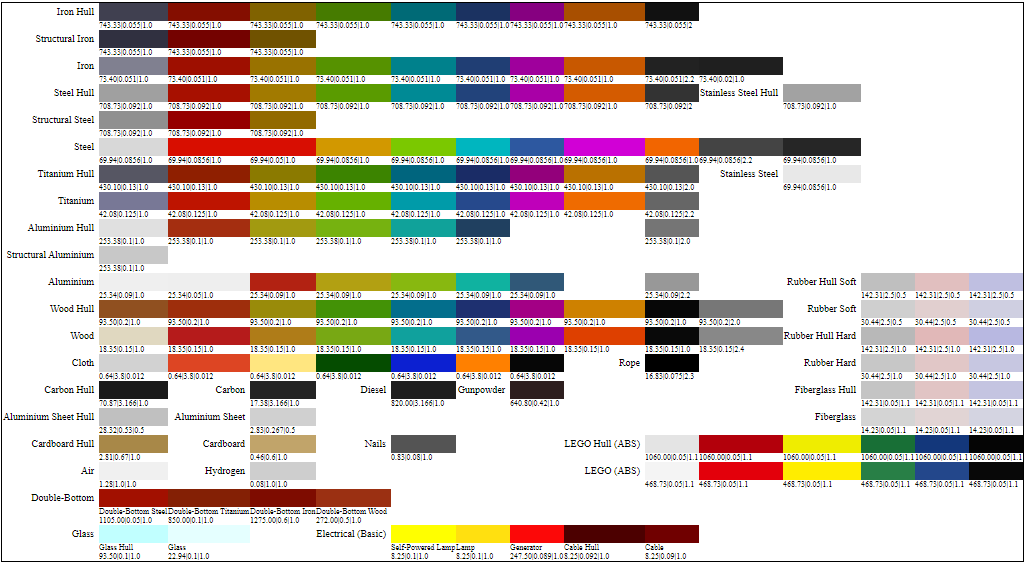 Iron Hull
743.33|0.055|1.0 743.33|0.055|1.0 743.33|0.055|1.0 743.33|0.055|1.0 743.33|0.055|1.0 743.33|0.055|1.0 743.33|0.055|1.0 743.33|0.055|1.0 743.33|0.055|2
Structural Iron
743.33|0.055|1.0 743.33|0.055|1.0 743.33|0.055|1.0
Iron
73.40|0.051|1.0 73.40|0.051|1.0 73.40|0.051|1.0 73.40|0.051|1.0 73.40|0.051|1.0 73.40|0.051|1.0 73.40|0.051|1.0 73.40|0.051|1.0 73.40|0.051|2.2 73.40|0.02|1.0
Steel Hull Stainless Steel Hull
708.73|0.092|1.0 708.73|0.092|1.0 708.73|0.092|1.0 708.73|0.092|1.0 708.73|0.092|1.0 708.73|0.092|1.0 708.73|0.092|1.0 708.73|0.092|1.0 708.73|0.092|2 708.73|0.092|1.0
Structural Steel
708.73|0.092|1.0 708.73|0.092|1.0 708.73|0.092|1.0
Steel
69.94|0.0856|1.0 69.94|0.0856|1.0 69.94|0.05|1.0 69.94|0.0856|1.0 69.94|0.0856|1.0 69.94|0.0856|1.0 69.94|0.0856|1.0 69.94|0.0856|1.0 69.94|0.0856|1.0 69.94|0.0856|2.2 69.94|0.0856|1.0
Titanium Hull Stainless Steel
430.10|0.13|1.0 430.10|0.13|1.0 430.10|0.13|1.0 430.10|0.13|1.0 430.10|0.13|1.0 430.10|0.13|1.0 430.10|0.13|1.0 430.10|0.13|1.0 430.10|0.13|2.0 69.94|0.0856|1.0
Titanium
42.08|0.125|1.0 42.08|0.125|1.0 42.08|0.125|1.0 42.08|0.125|1.0 42.08|0.125|1.0 42.08|0.125|1.0 42.08|0.125|1.0 42.08|0.125|1.0 42.08|0.125|2.2
Aluminium Hull
253.38|0.1|1.0 253.38|0.1|1.0 253.38|0.1|1.0 253.38|0.1|1.0 253.38|0.1|1.0 253.38|0.1|1.0 253.38|0.1|2.0
Structural Aluminium
253.38|0.1|1.0
Aluminium Rubber Hull Soft
25.34|0.09|1.0 25.34|0.05|1.0 25.34|0.09|1.0 25.34|0.09|1.0 25.34|0.09|1.0 25.34|0.09|1.0 25.34|0.09|1.0 25.34|0.09|2.2 142.31|2.5|0.5 142.31|2.5|0.5 142.31|2.5|0.5
Wood Hull Rubber Soft
93.50|0.2|1.0 93.50|0.2|1.0 93.50|0.2|1.0 93.50|0.2|1.0 93.50|0.2|1.0 93.50|0.2|1.0 93.50|0.2|1.0 93.50|0.2|1.0 93.50|0.2|1.0 93.50|0.2|2.0 30.44|2.5|0.5 30.44|2.5|0.5 30.44|2.5|0.5
Wood Rubber Hull Hard
18.35|0.15|1.0 18.35|0.15|1.0 18.35|0.15|1.0 18.35|0.15|1.0 18.35|0.15|1.0 18.35|0.15|1.0 18.35|0.15|1.0 18.35|0.15|1.0 18.35|0.15|1.0 18.35|0.15|2.4 142.31|2.5|1.0 142.31|2.5|1.0 142.31|2.5|1.0
Cloth Rope Rubber Hard
0.64|3.8|0.012 0.64|3.8|0.012 0.64|3.8|0.012 0.64|3.8|0.012 0.64|3.8|0.012 0.64|3.8|0.012 0.64|3.8|0.012 16.83|0.075|2.3 30.44|2.5|1.0 30.44|2.5|1.0 30.44|2.5|1.0
Carbon Hull Carbon Diesel Gunpowder Fiberglass Hull
70.87|3.166|1.0 17.38|3.166|1.0 820.00|3.166|1.0 640.80|0.42|1.0 142.31|0.05|1.1 142.31|0.05|1.1 142.31|0.05|1.1
Aluminium Sheet Hull Aluminium Sheet Fiberglass
28.32|0.53|0.5 2.83|0.267|0.5 14.23|0.05|1.1 14.23|0.05|1.1 14.23|0.05|1.1
Cardboard Hull Cardboard Nails LEGO Hull (ABS)
2.81|0.67|1.0 0.46|0.6|1.0 0.83|0.08|1.0 1060.00|0.05|1.1 1060.00|0.05|1.1 1060.00|0.05|1.1 1060.00|0.05|1.1 1060.00|0.05|1.1 1060.00|0.05|1.1
Air Hydrogen LEGO (ABS)
1.28|1.0|1.0 0.08|1.0|1.0 468.73|0.05|1.1 468.73|0.05|1.1 468.73|0.05|1.1 468.73|0.05|1.1 468.73|0.05|1.1 468.73|0.05|1.1
Double-Bottom
Double-Bottom Steel Double-Bottom Titanium Double-Bottom Iron Double-Bottom Wood
1105.00|0.1|1.0 850.00|0.1|1.0 1275.00|0.6|1.0 272.00|0.5|1.0
Glass Electrical (Basic)
Glass Hull Glass Self-Powered Lamp Lamp Generator Cable Hull Cable
93.50|0.1|1.0 22.94|0.1|1.0 8.25|0.1|1.0 8.25|0.1|1.0 247.50|0.089|1.0 8.25|0.092|1.0 8.25|0.09|1.0